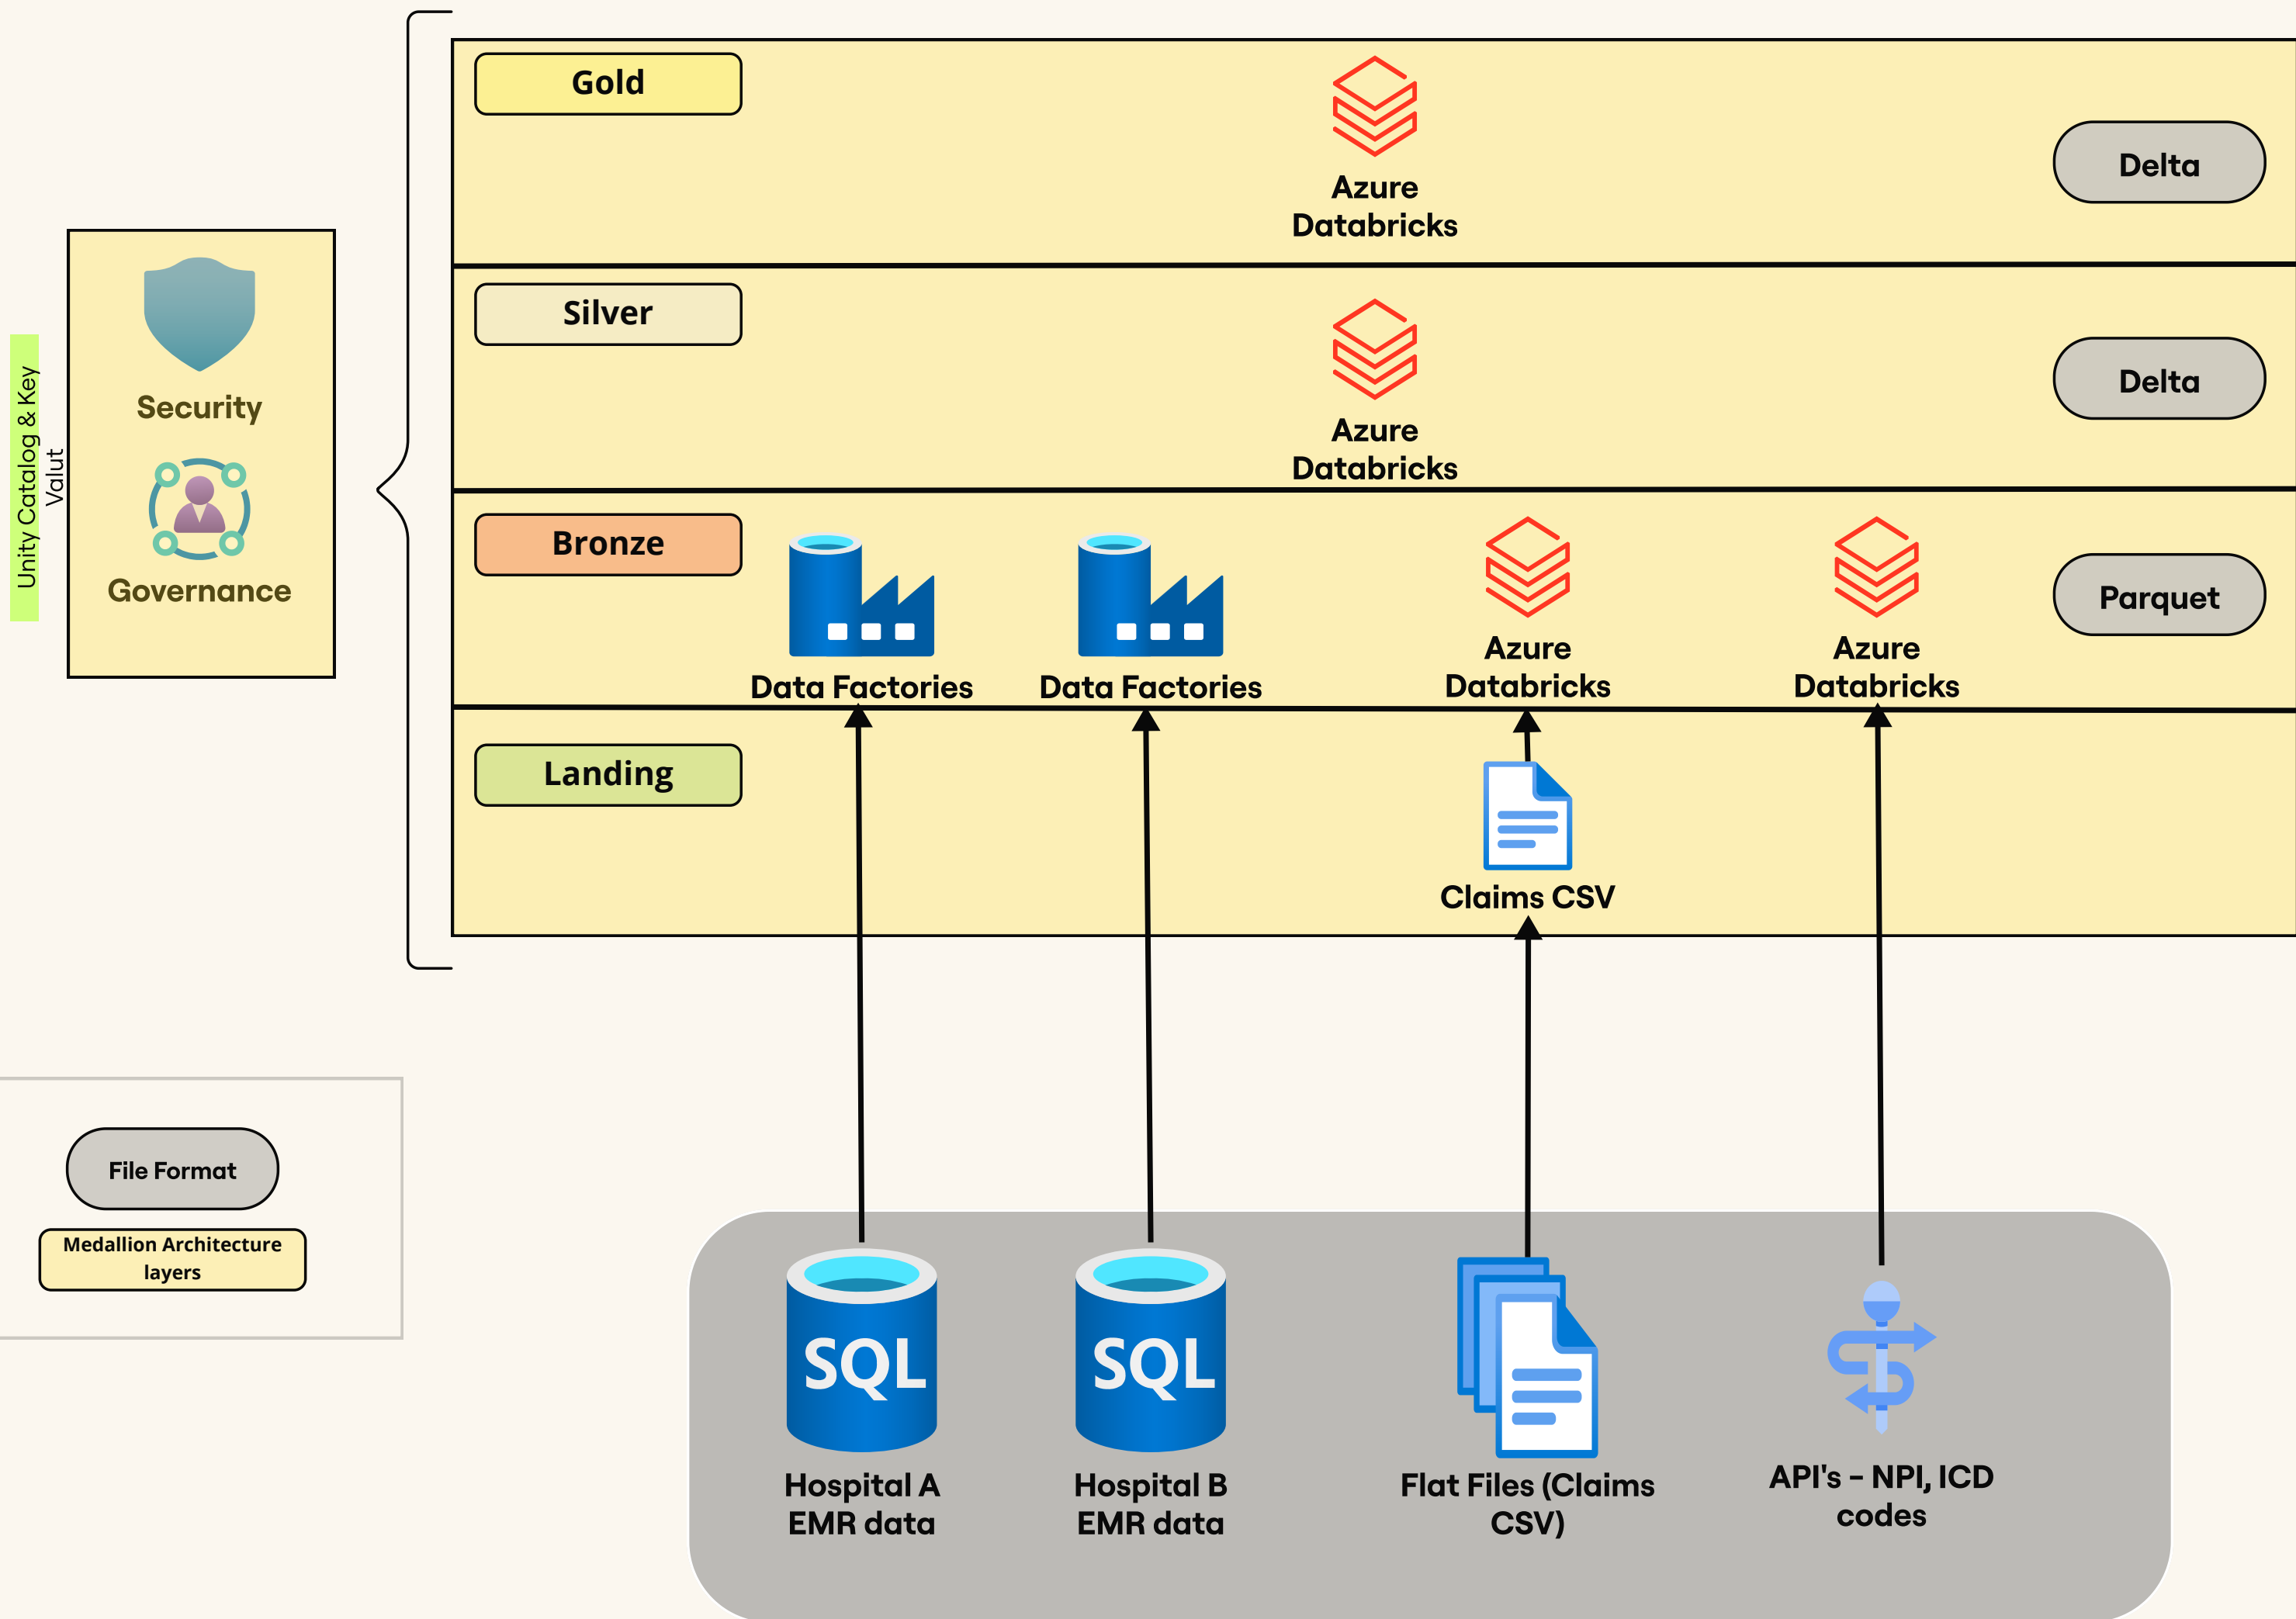 Gold
Azure
Databricks
Delta
Silver
Azure
Databricks
Delta
Security
Governance
Unity Catalog & Key
Valut
Bronze
Data Factories
Data Factories
Azure
Databricks
Azure
Databricks
Parquet
Landing
Claims CSV
File Format
Medallion Architecture
layers
SQL
Hospital A
EMR data
SQL
Hospital B
EMR data
Flat Files (Claims
CSV)
API's - NPI, ICD
codes